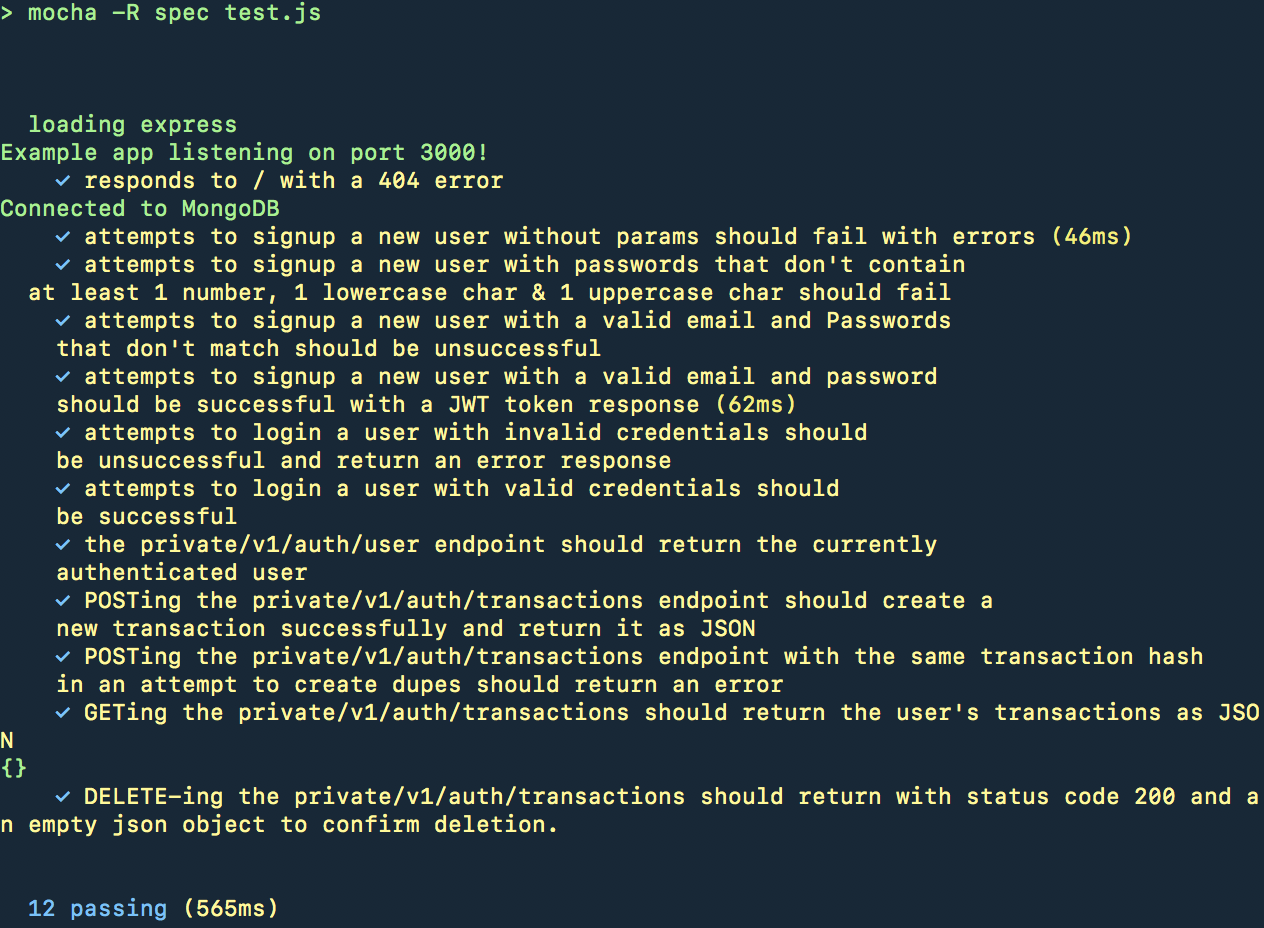 > mocha -R spec test.js
loading express
Example app listening on port 3000!
✓ responds to / with a 404 error
Connected to MongoDB
✓ attempts to signup a new user without params should fail with errors (46ms)
✓ attempts to signup a new user with passwords that don't contain
at least 1 number, 1 lowercase char & 1 uppercase char should fail
✓ attempts to signup a new user with a valid email and Passwords
that don't match should be unsuccessful
✓ attempts to signup a new user with a valid email and password
should be successful with a JWT token response (62ms)
✓ attempts to login a user with invalid credentials should
be unsuccessful and return an error response
✓ attempts to login a user with valid credentials should
be successful
✓ the private/v1/auth/user endpoint should return the currently
authenticated user
✓ POSTing the private/v1/auth/transactions endpoint should create a
new transaction successfully and return it as JSON
✓ POSTing the private/v1/auth/transactions endpoint with the same transaction hash
in an attempt to create dupes should return an error
✓ GETing the private/v1/auth/transactions should return the user's transactions as JSO
N
{}
✓ DELETE-ing the private/v1/auth/transactions should return with status code 200 and a
n empty json object to confirm deletion.
12 passing (565ms)